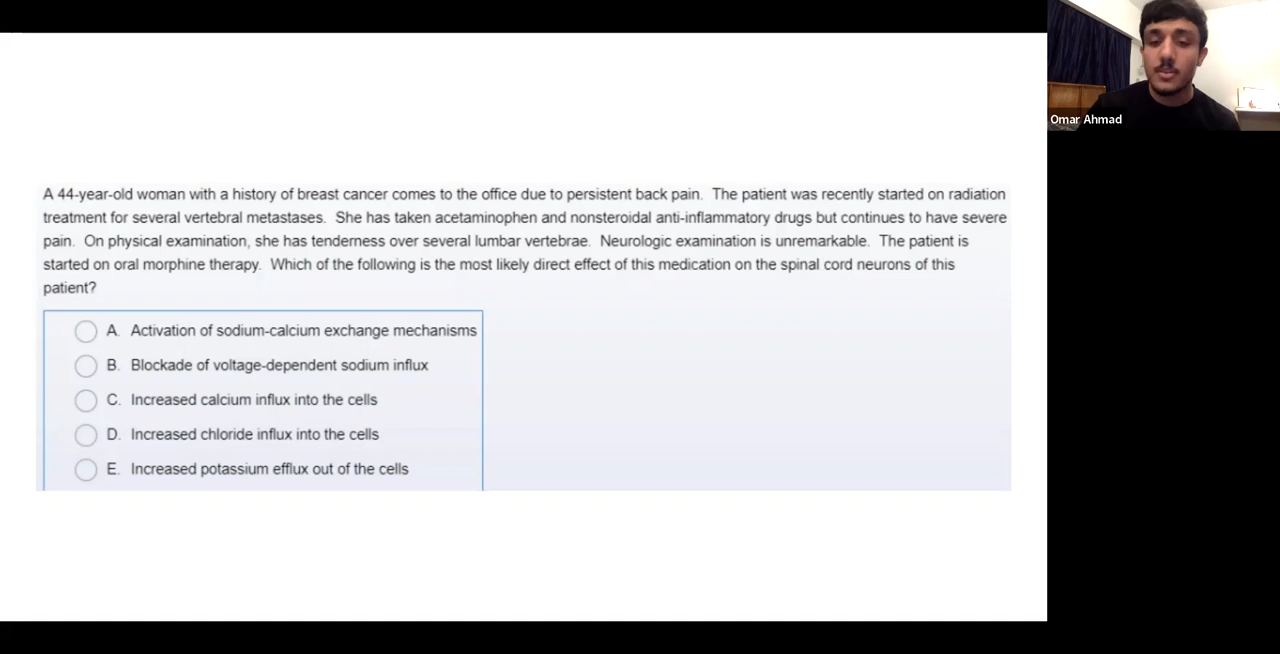 Omar Ahmad
A 44-year-old woman with a history of breast cancer comes to the office due to persistent back pain.  The patient was recently started on radiation
treatment for several vertebral metastases.  She has taken acetaminophen and nonsteroidal anti-inflammatory drugs but continues to have severe
pain.  On physical examination, she has tenderness over several lumbar vertebrae.  Neurologic examination is unremarkable.  The patient is
started on oral morphine therapy.  Which of the following is the most likely direct effect of this medication on the spinal cord neurons of this
patient?
A. Activation of sodium-calcium exchange mechanisms
B. Blockade of voltage-dependent sodium influx
C. Increased calcium influx into the cells
D. Increased chloride influx into the cells
E. Increased potassium efflux out of the cells